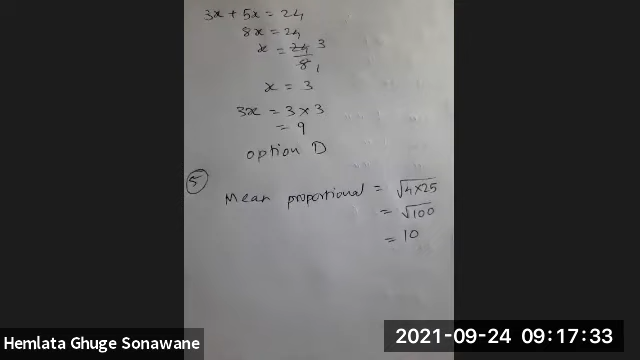 3x + 5x = 24
8x = 24
x = 24/8 3 1
x = 3
3x = 3 × 3
= 9
option D
5
Mean proportional = √4×25
= √100
= 10
Hemlata Ghuge Sonawane
2021-09-24 09:17:33